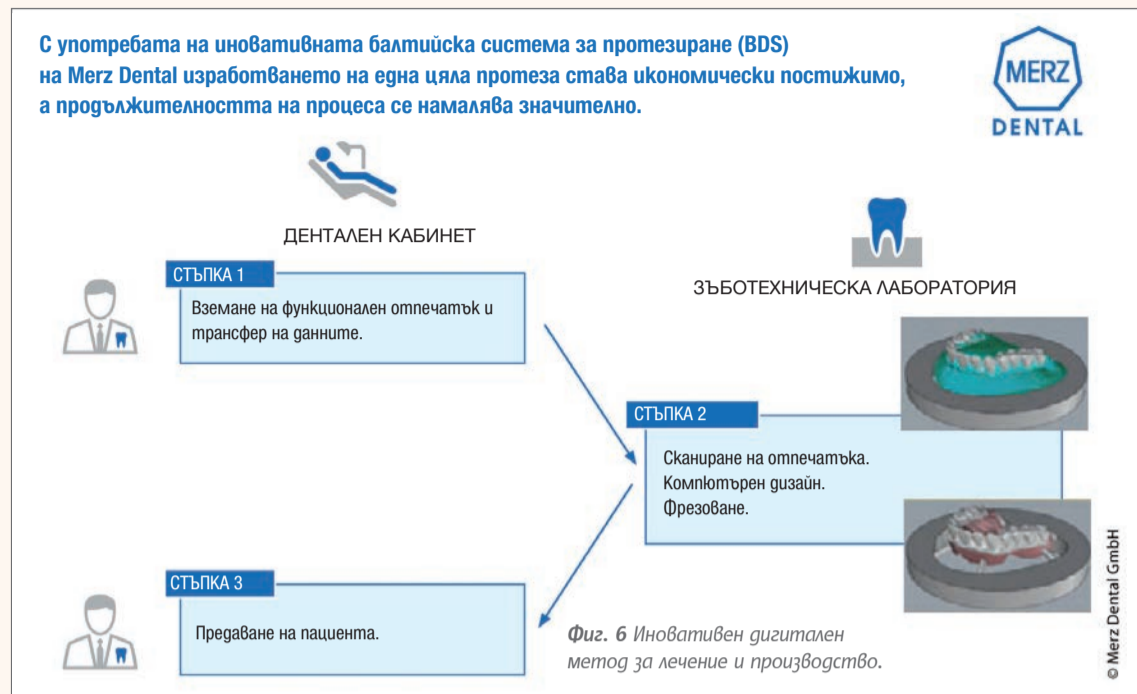 С употребата на иновативната балтийска система за протезиране (BDS)
на Merz Dental изработването на една цяла протеза става икономически постижимо,
а продължителността на процеса се намалява значително.
MERZ
DENTAL
ДЕНТАЛЕН КАБИНЕТ
ЗЪБОТЕХНИЧЕСКА ЛАБОРАТОРИЯ
СТЪПКА 1
Вземане на функционален отпечатък и
трансфер на данните.
СТЪПКА 2
Сканиране на отпечатъка.
Компютърен дизайн.
Фрезоване.
СТЪПКА 3
Предаване на пациента.
Фиг. 6 Иновативен дигитален
метод за лечение и производство.
© Merz Dental GmbH